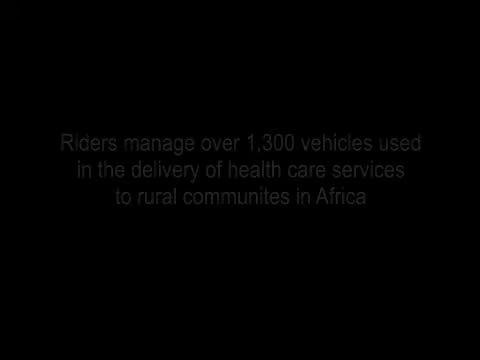 Riders manage over 1,300 vehicles used
in the delivery of health care services
to rural communites in Africa